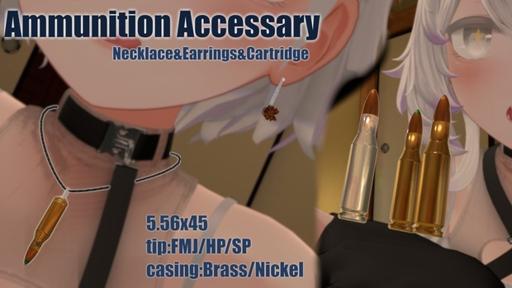 Ammunition Accessary
Necklace&Earrings&Cartridge
5.56x45
tip:FMJ/HP/SP
casing:Brass/Nickel